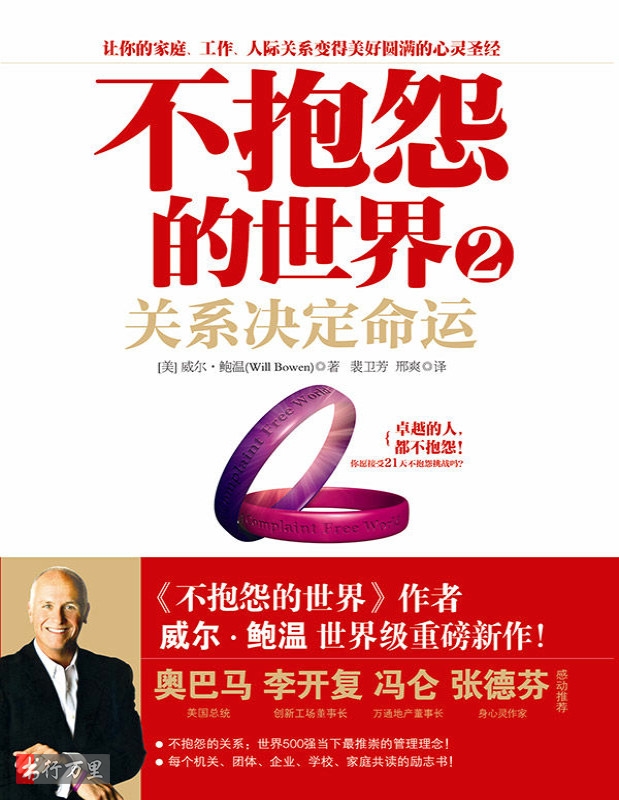 让你的家庭、工作、人际关系变得美好圆满的心灵圣经
不抱怨
的世界2
关系决定命运
[美] 威尔·鲍温(Will Bowen)◎著 裴卫芳 邢爽◎译
Complaint Free World
Complaint Free World
{卓越的人,
都不抱怨!
你愿接受21天不抱怨挑战吗?
《不抱怨的世界》作者
威尔·鲍温 世界级重磅新作!
奥巴马 李开复 冯仑 张德芬 感动推荐
美国总统 创新工场董事长 万通地产董事长 身心灵作家
●不抱怨的关系:世界500强当下最推崇的管理理念!
●每个机关、团体、企业、学校、家庭共读的励志书!
书行万里